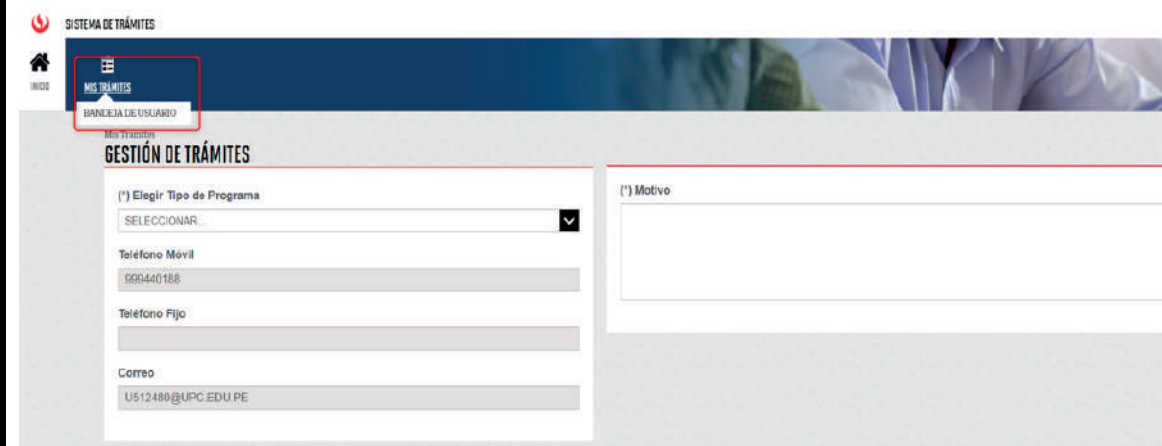 SISTEMA DE TRÁMITES
INICIO
MIS TRÁMITES
BANDEJA DE USUARIO
Mis Trámites
GESTIÓN DE TRÁMITES
(*) Elegir Tipo de Programa
SELECCIONAR...
Teléfono Móvil
999440188
Teléfono Fijo
Correo
U512480@UPC.EDU.PE
(*) Motivo